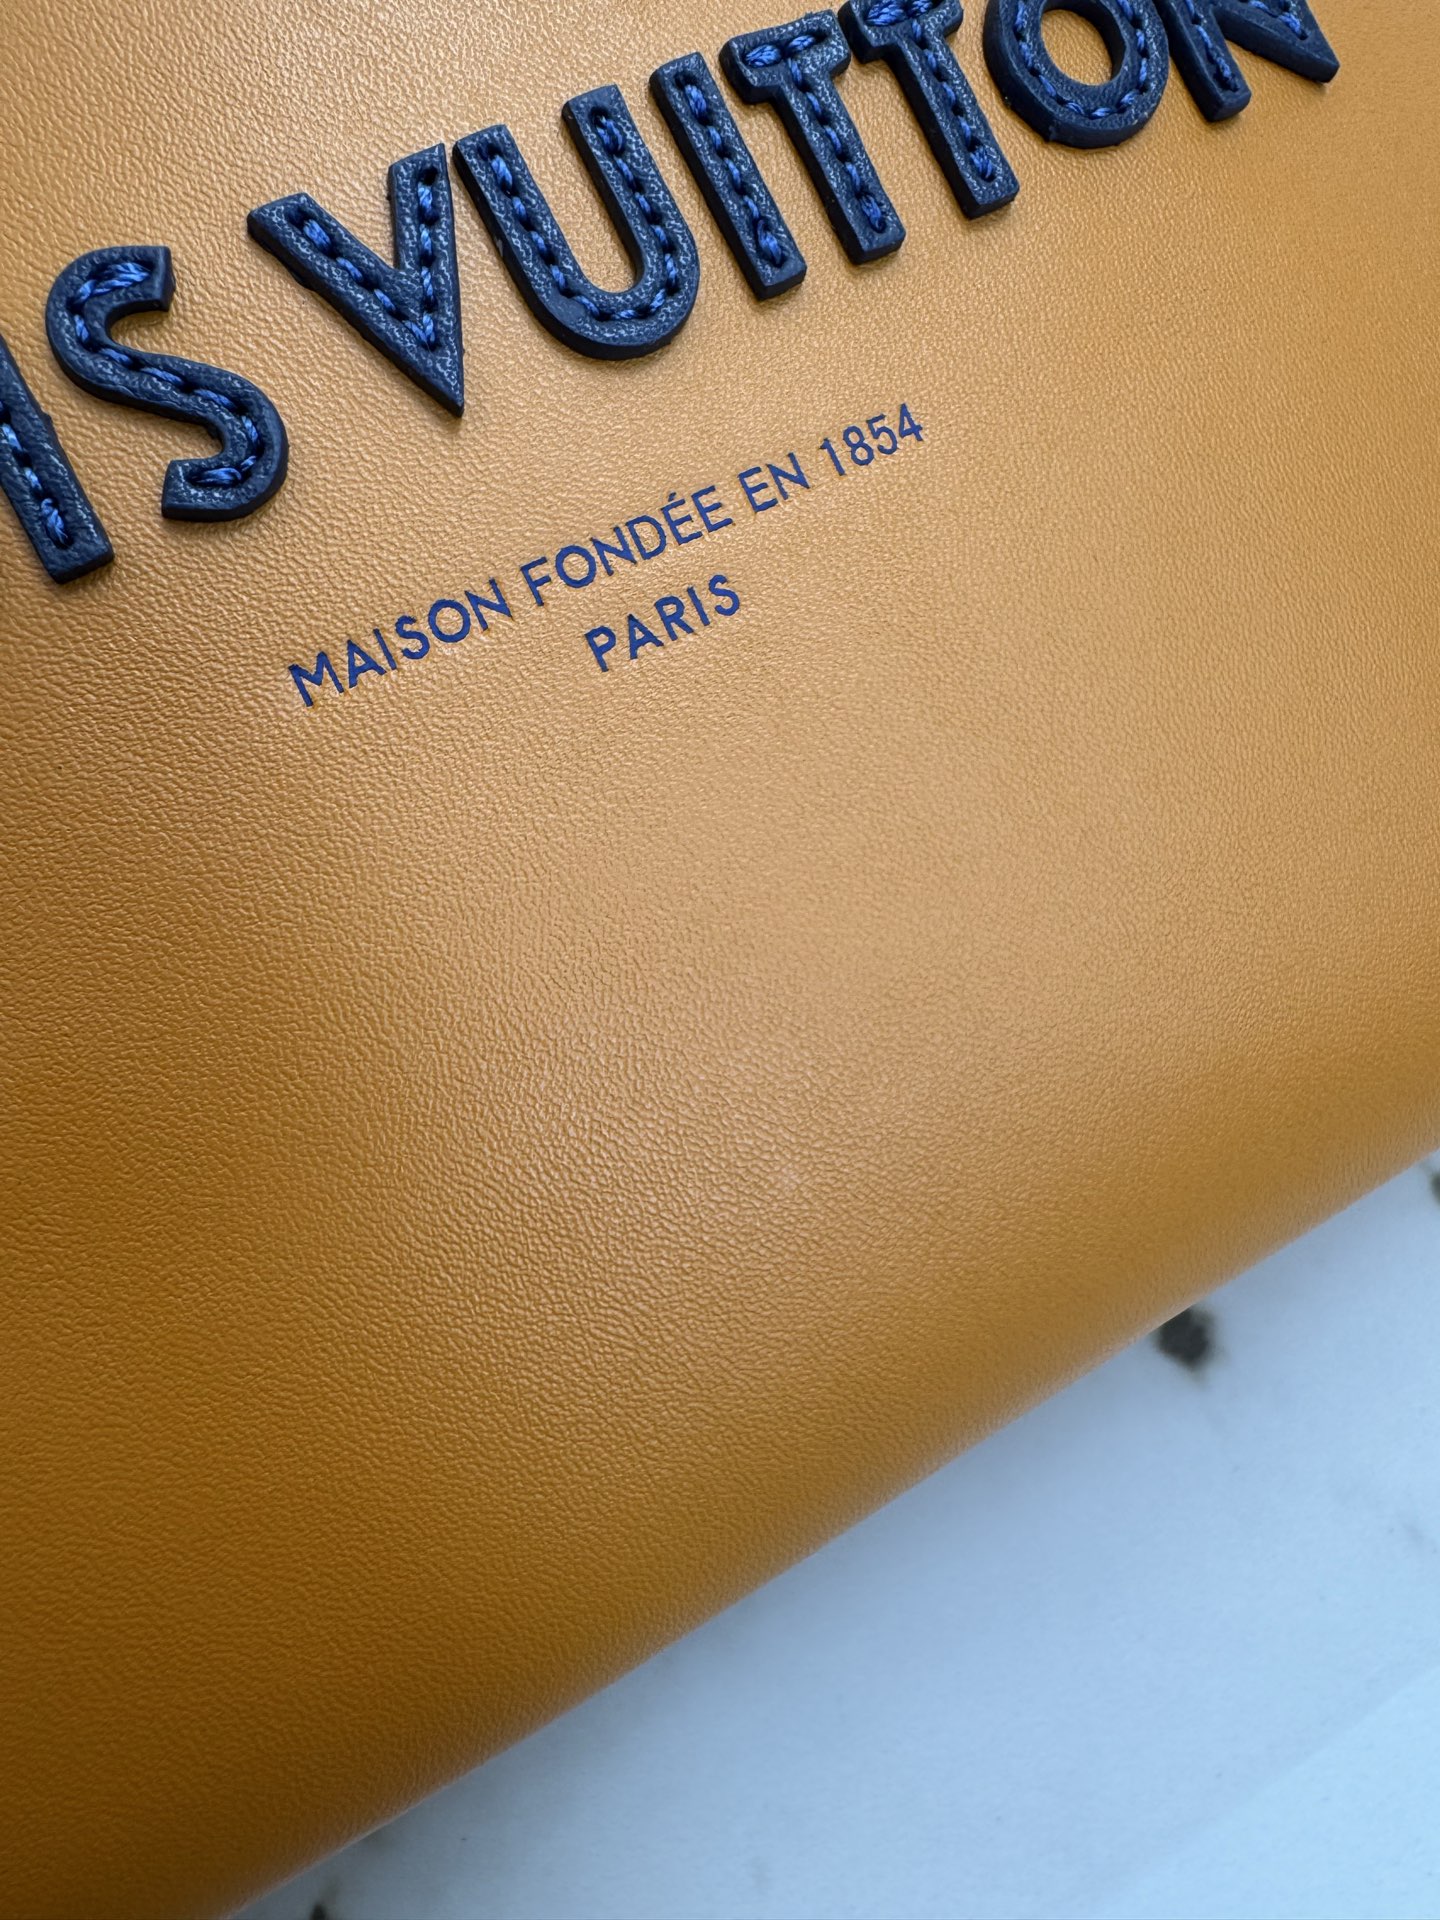 IS VUITTON
MAISON FONDÉE EN 1854
PARIS